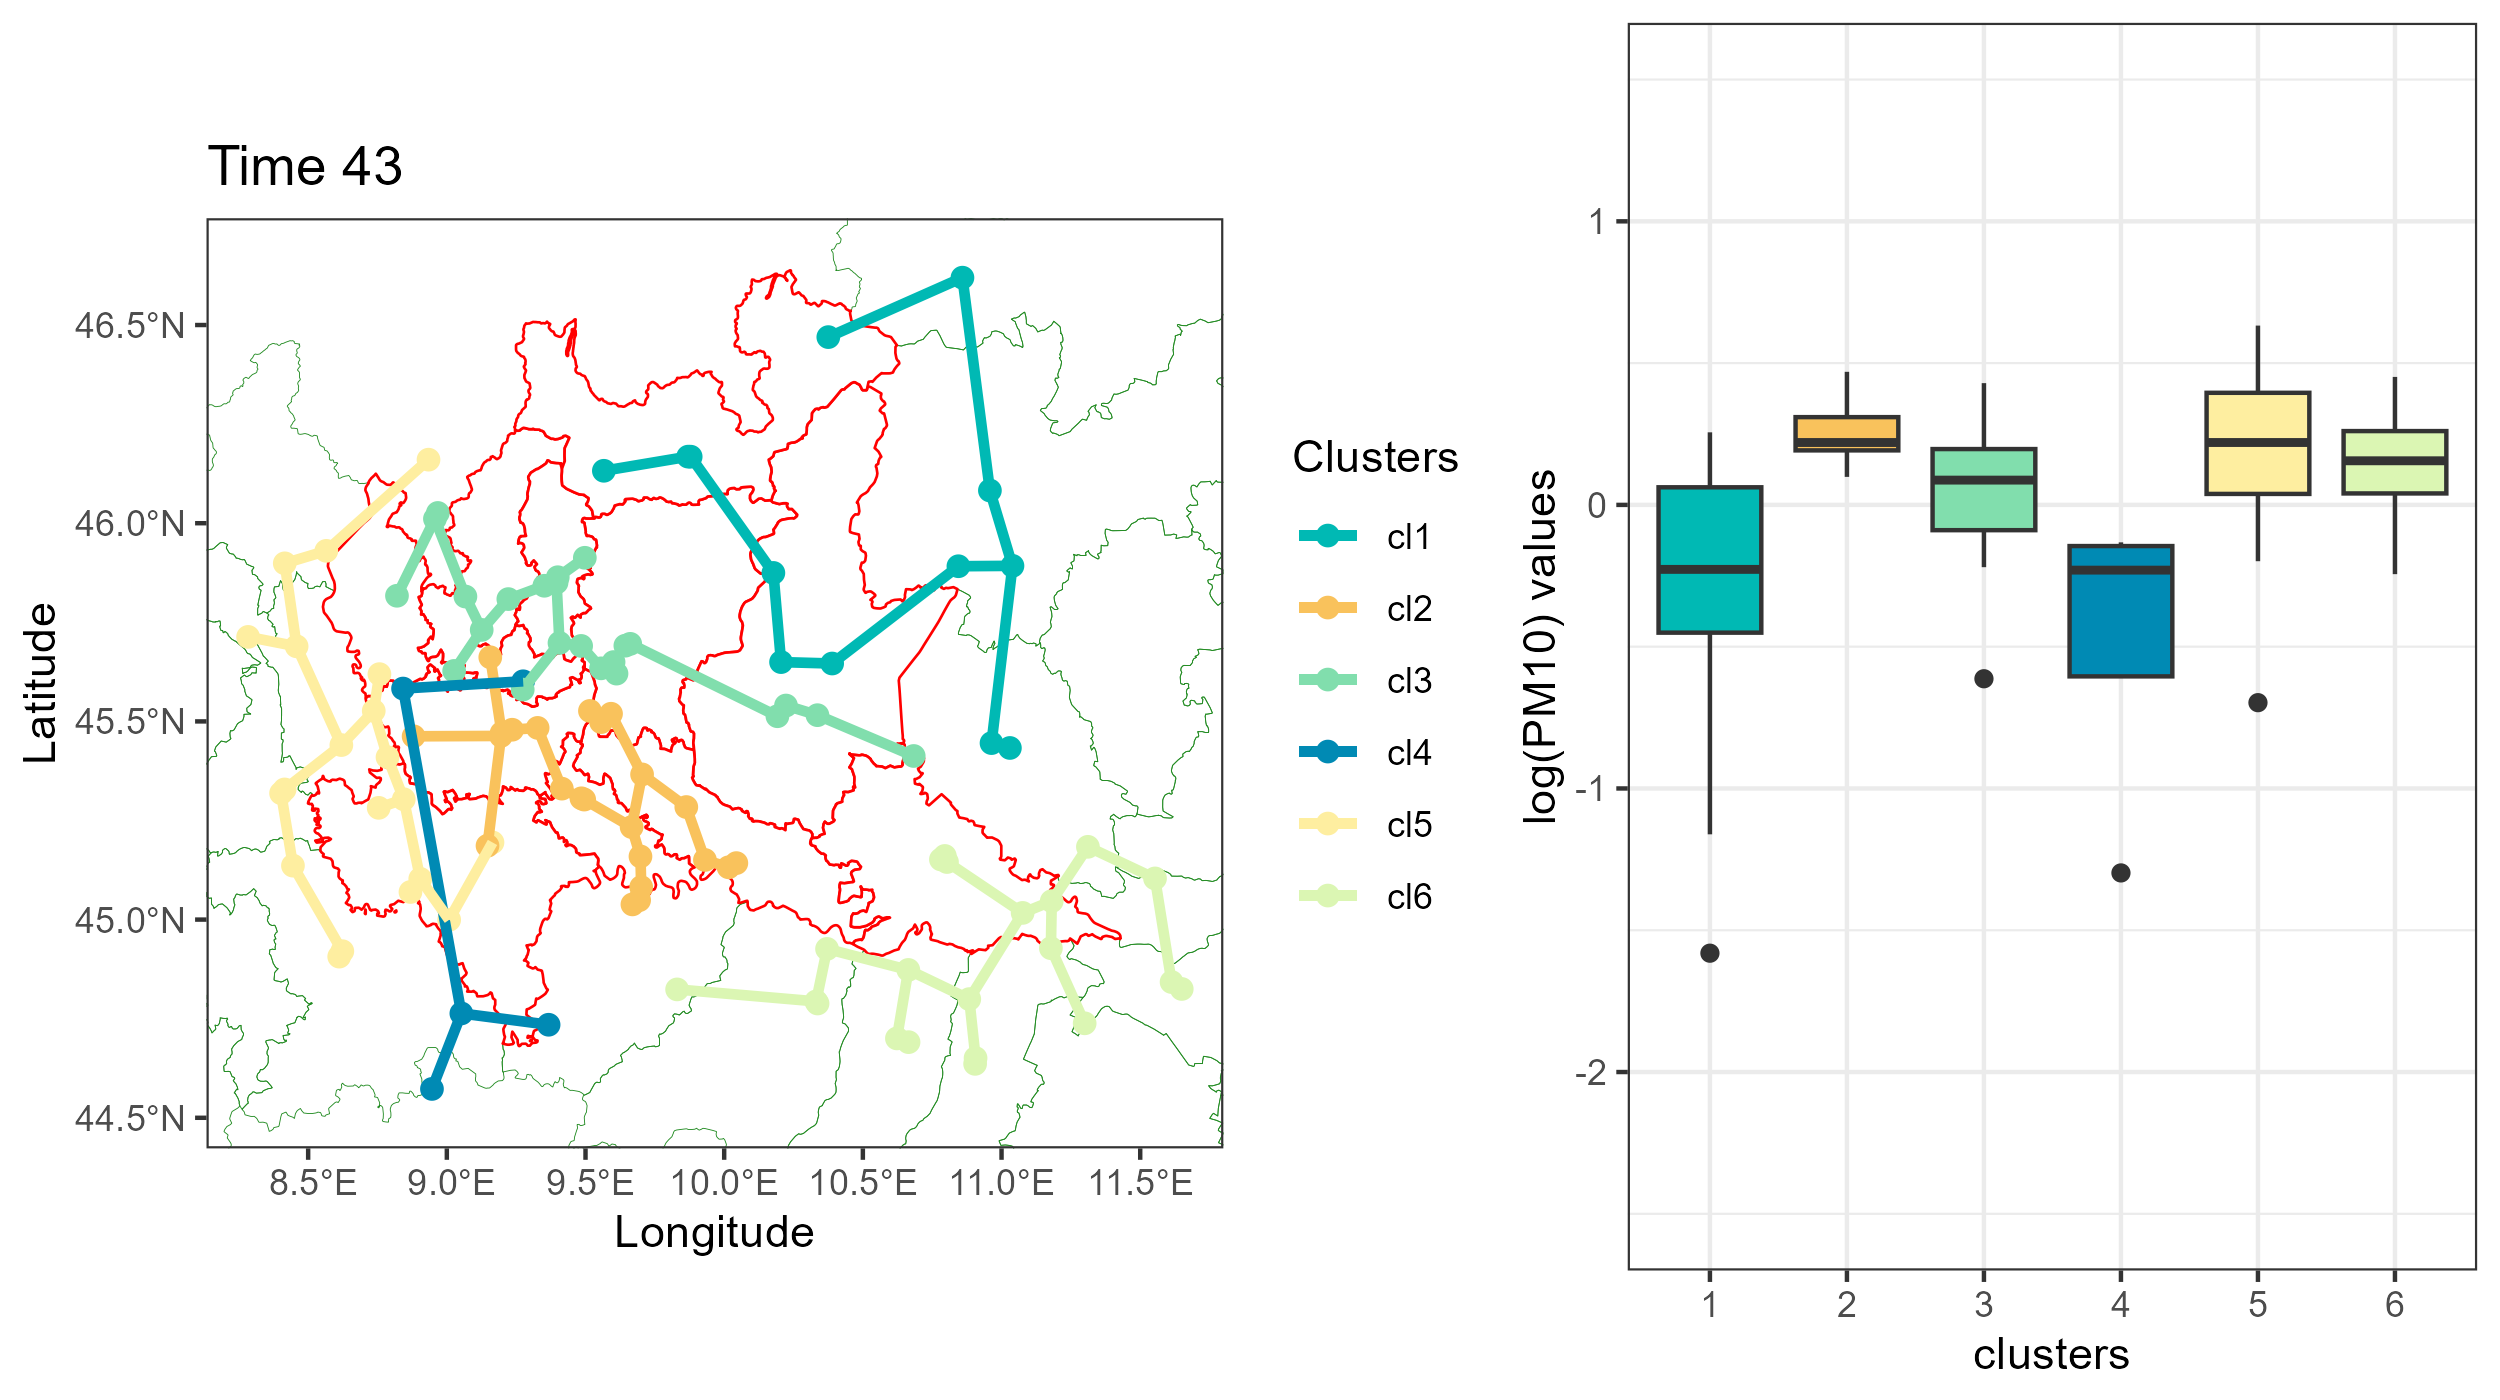 Time 43
46.5°N
46.0°N
45.5°N
45.0°N
44.5°N
Latitude
8.5°E 9.0°E 9.5°E 10.0°E 10.5°E 11.0°E 11.5°E
Longitude
Clusters
cl1
cl2
cl3
cl4
cl5
cl6
log(PM10) values
1
0
-1
-2
1 2 3 4 5 6
clusters